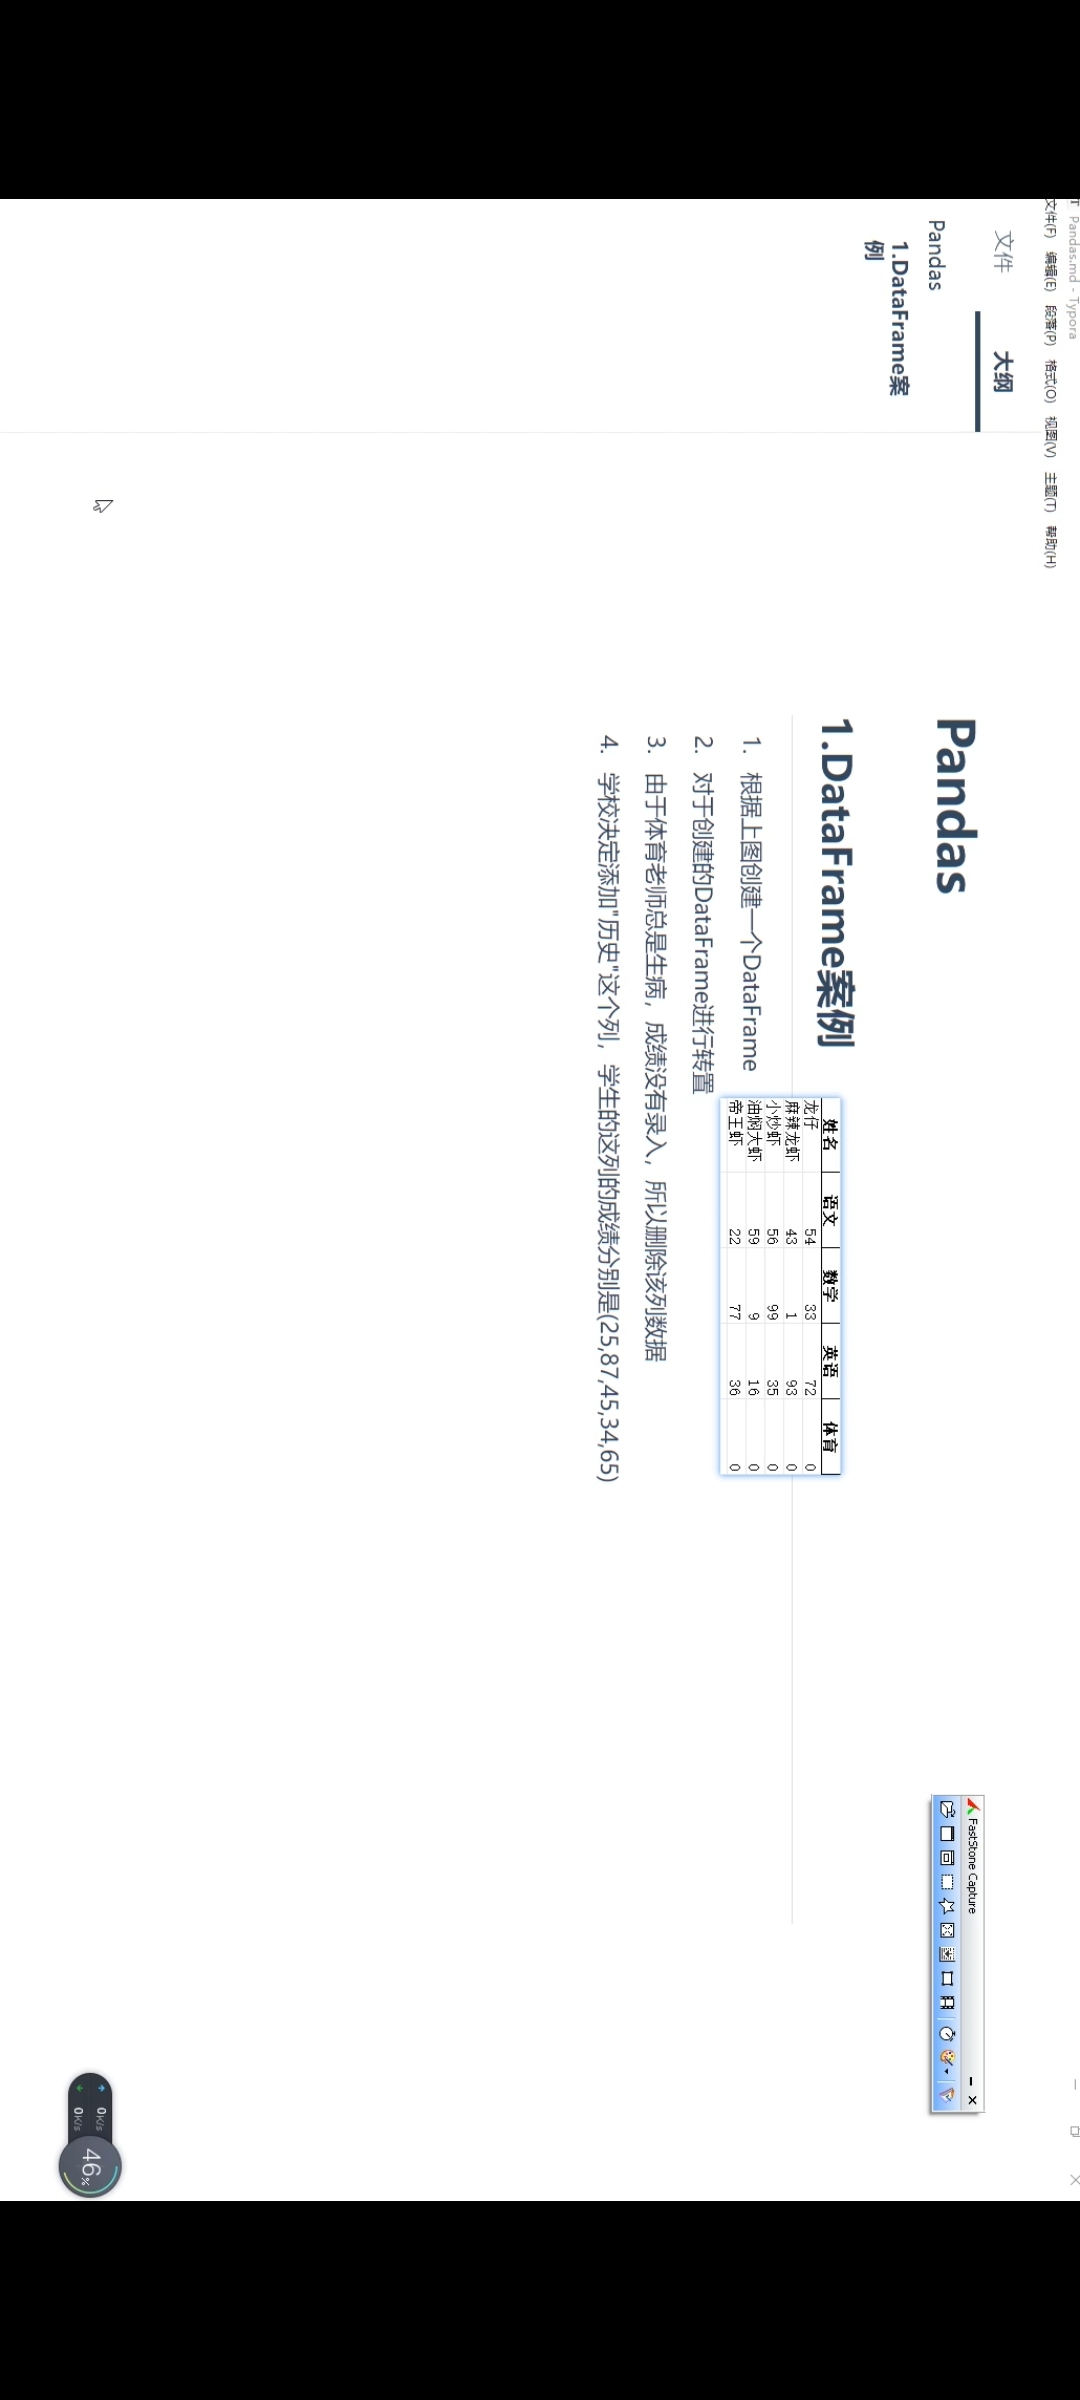 Pandas.md - Typora
文件(F) 编辑(E) 段落(P) 格式(O) 视图(V) 主题(T) 帮助(H)
文件 大纲
Pandas
1.DataFrame案
例
Pandas
FastStone Capture
1.DataFrame案例
姓名 语文 数学 英语 体育
龙仔 54 33 72 0
麻辣龙虾 43 1 93 0
小炒虾 56 99 35 0
油焖大虾 59 9 16 0
帝王虾 22 77 36 0
1. 根据上图创建一个DataFrame
2. 对于创建的DataFrame进行转置
3. 由于体育老师总是生病，成绩没有录入，所以删除该列数据
4. 学校决定添加"历史"这个列，学生的这列的成绩分别是(25,87,45,34,65)
0K/s
0K/s
46%